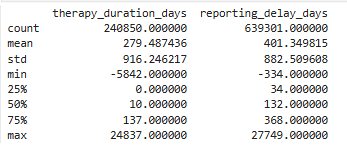 therapy_duration_days reporting_delay_days
count 240850.000000 639301.000000
mean 279.487436 401.349815
std 916.246217 882.509608
min -5842.000000 -334.000000
25% 0.000000 34.000000
50% 10.000000 132.000000
75% 137.000000 368.000000
max 24837.000000 27749.000000